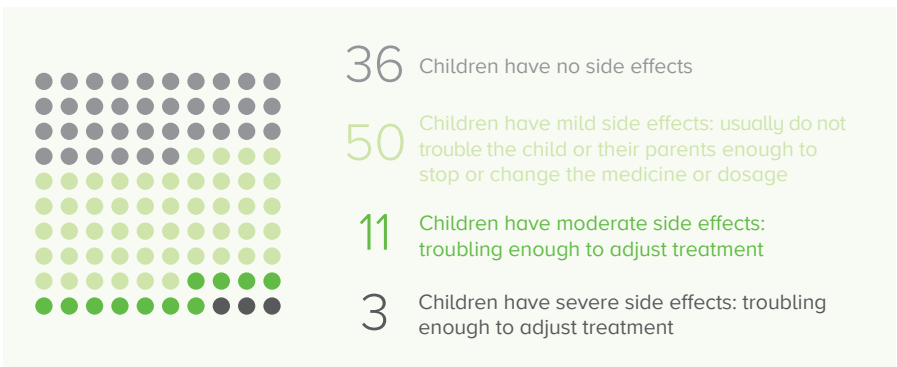 36 Children have no side effects
50 Children have mild side effects: usually do not
trouble the child or their parents enough to
stop or change the medicine or dosage
11 Children have moderate side effects:
troubling enough to adjust treatment
3 Children have severe side effects: troubling
enough to adjust treatment